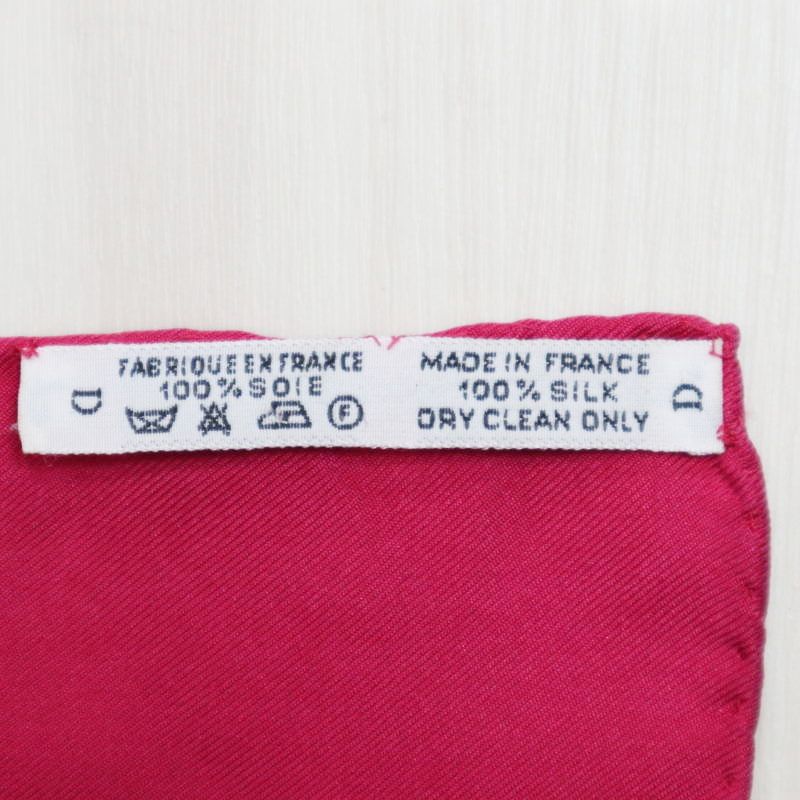 FABRIQUE EN FRANCE
100% SOIE
D
F
MADE IN FRANCE
100% SILK
DRY CLEAN ONLY
D